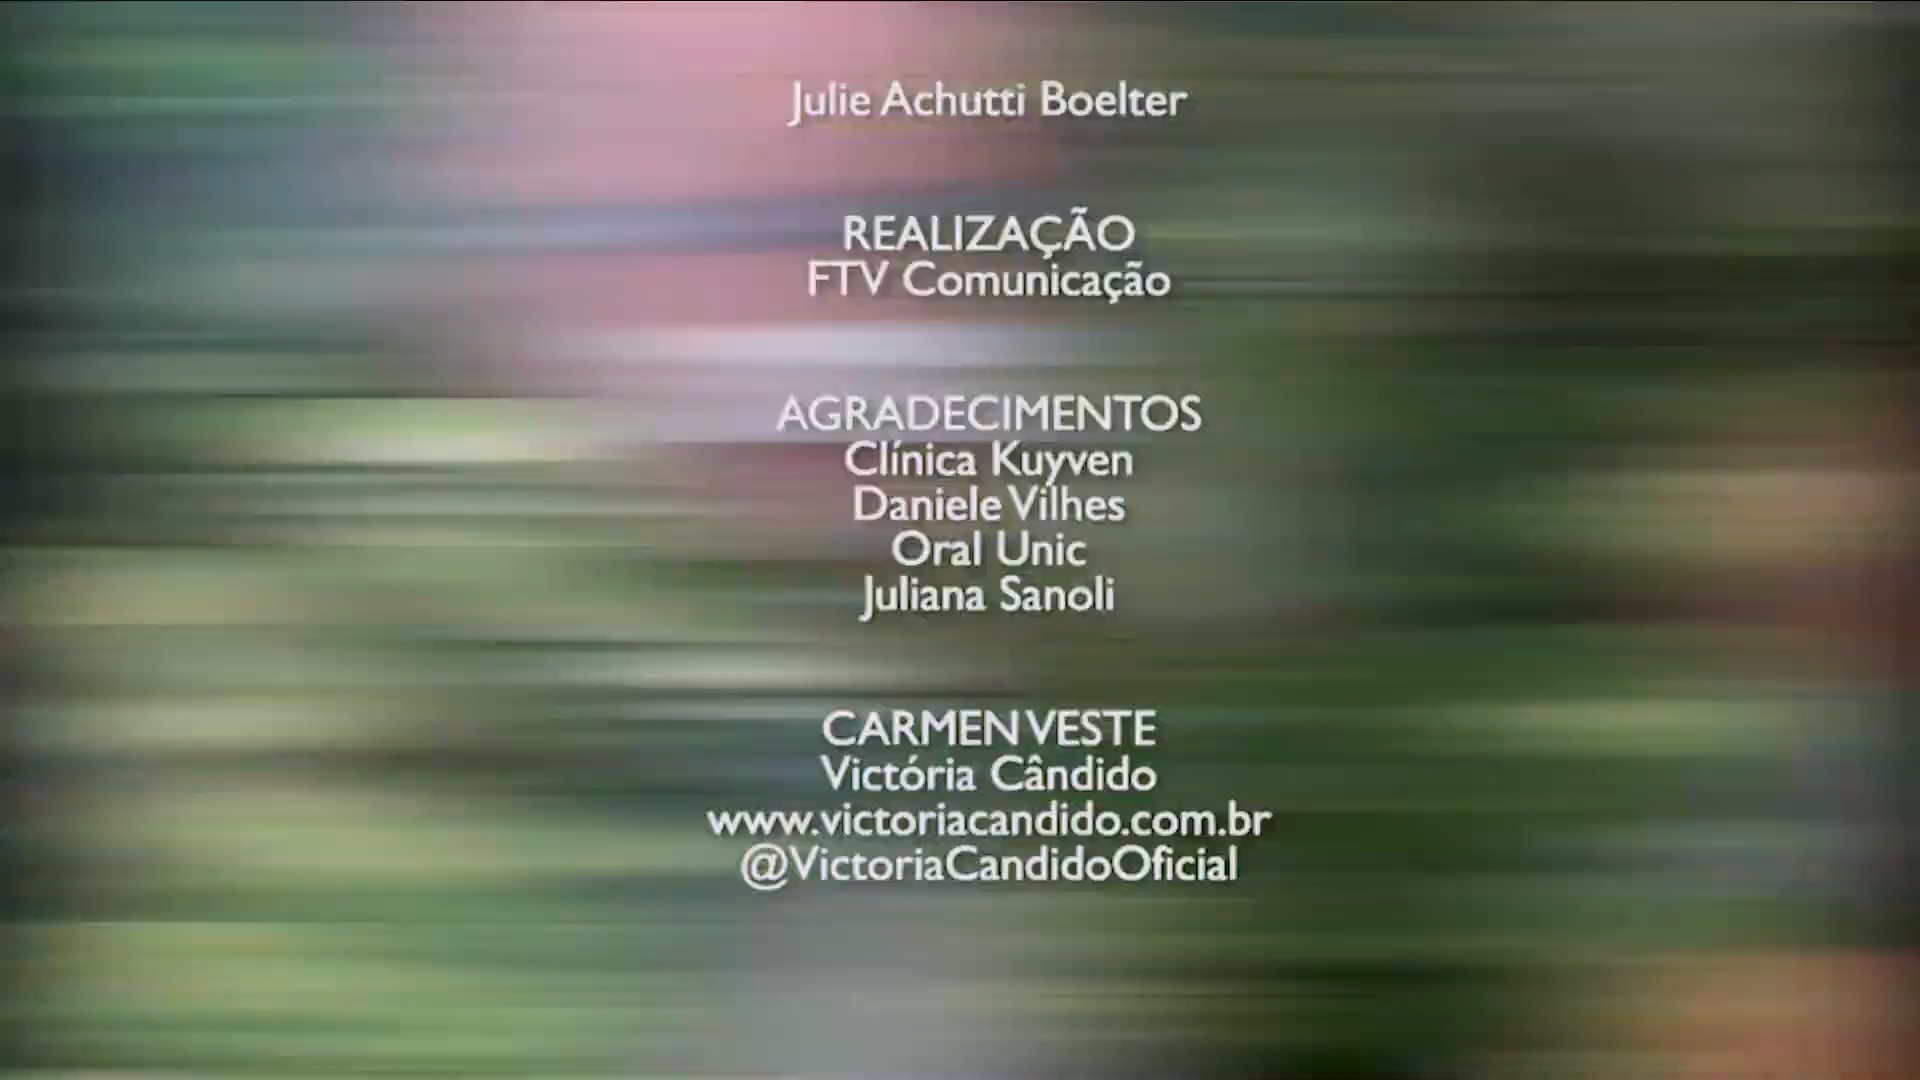 Julie Achutti Boelter
REALIZAÇÃO
FTV Comunicação
AGRADECIMENTOS
Clínica Kuyven
Daniele Vilhes
Oral Unic
Juliana Sanoli
CARMEN VESTE
Victória Cândido
www.victoriacandido.com.br
@VictoriaCandidoOficial